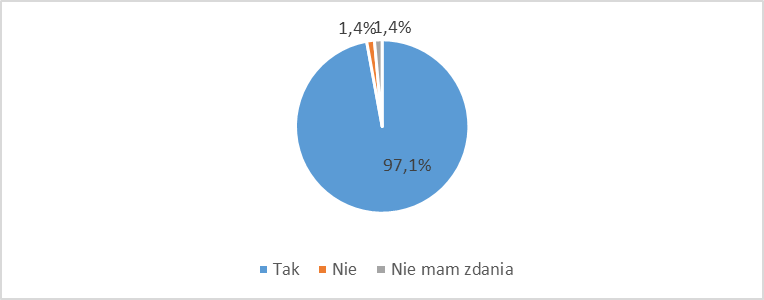 1,4% 1,4%
97,1%
Tak Nie Nie mam zdania